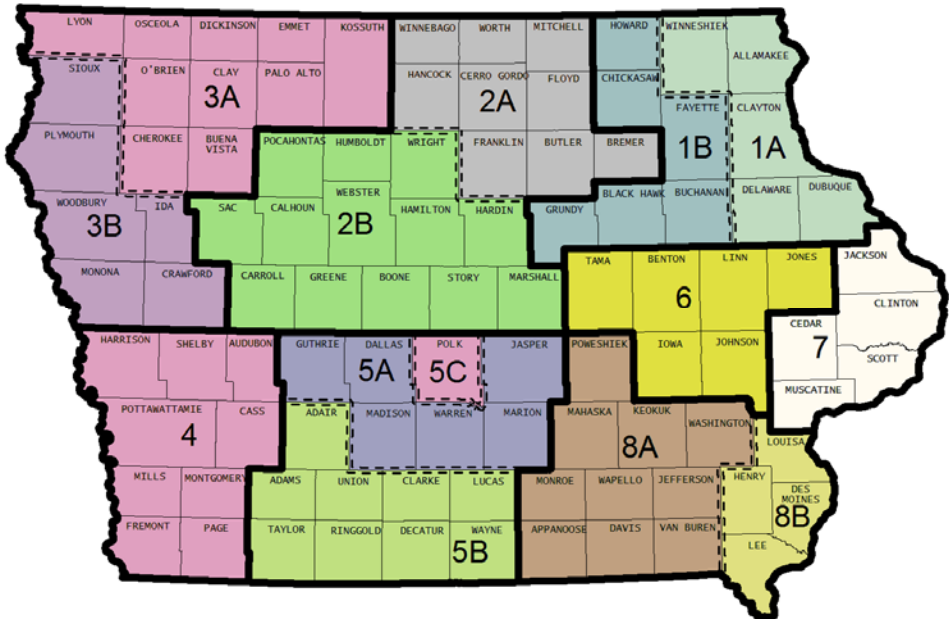 LYON
OSCEOLA
DICKINSON
EMMET
KOSSUTH
WINNEBAGO
WORTH
MITCHELL
HOWARD
WINNESHIEK
ALLAMAKEE
SIOUX
O'BRIEN
CLAY
PALO ALTO
HANCOCK
CERRO GORDO
FLOYD
CHICKASAW
3A
2A
FAYETTE
CLAYTON
PLYMOUTH
CHEROKEE
BUENA
VISTA
POCAHONTAS
HUMBOLDT
WRIGHT
FRANKLIN
BUTLER
BREMER
1B
1A
WOODBURY
IDA
SAC
CALHOUN
WEBSTER
HAMILTON
HARDIN
GRUNDY
BLACK HAWK
BUCHANAN
DELAWARE
DUBUQUE
3B
2B
MONONA
CRAWFORD
CARROLL
GREENE
BOONE
STORY
MARSHALL
TAMA
BENTON
LINN
JONES
JACKSON
6
CLINTON
HARRISON
SHELBY
AUDUBON
GUTHRIE
DALLAS
POLK
JASPER
POWESHIEK
IOWA
JOHNSON
CEDAR
7
SCOTT
5A
5C
MUSCATINE
POTTAWATTAMIE
CASS
ADAIR
MADISON
WARREN
MARION
MAHASKA
KEOKUK
WASHINGTON
LOUISA
4
8A
MILLS
MONTGOMERY
ADAMS
UNION
CLARKE
LUCAS
MONROE
WAPELLO
JEFFERSON
HENRY
DES
MOINES
8B
FREMONT
PAGE
TAYLOR
RINGGOLD
DECATUR
WAYNE
APPANOOSE
DAVIS
VAN BUREN
LEE
5B